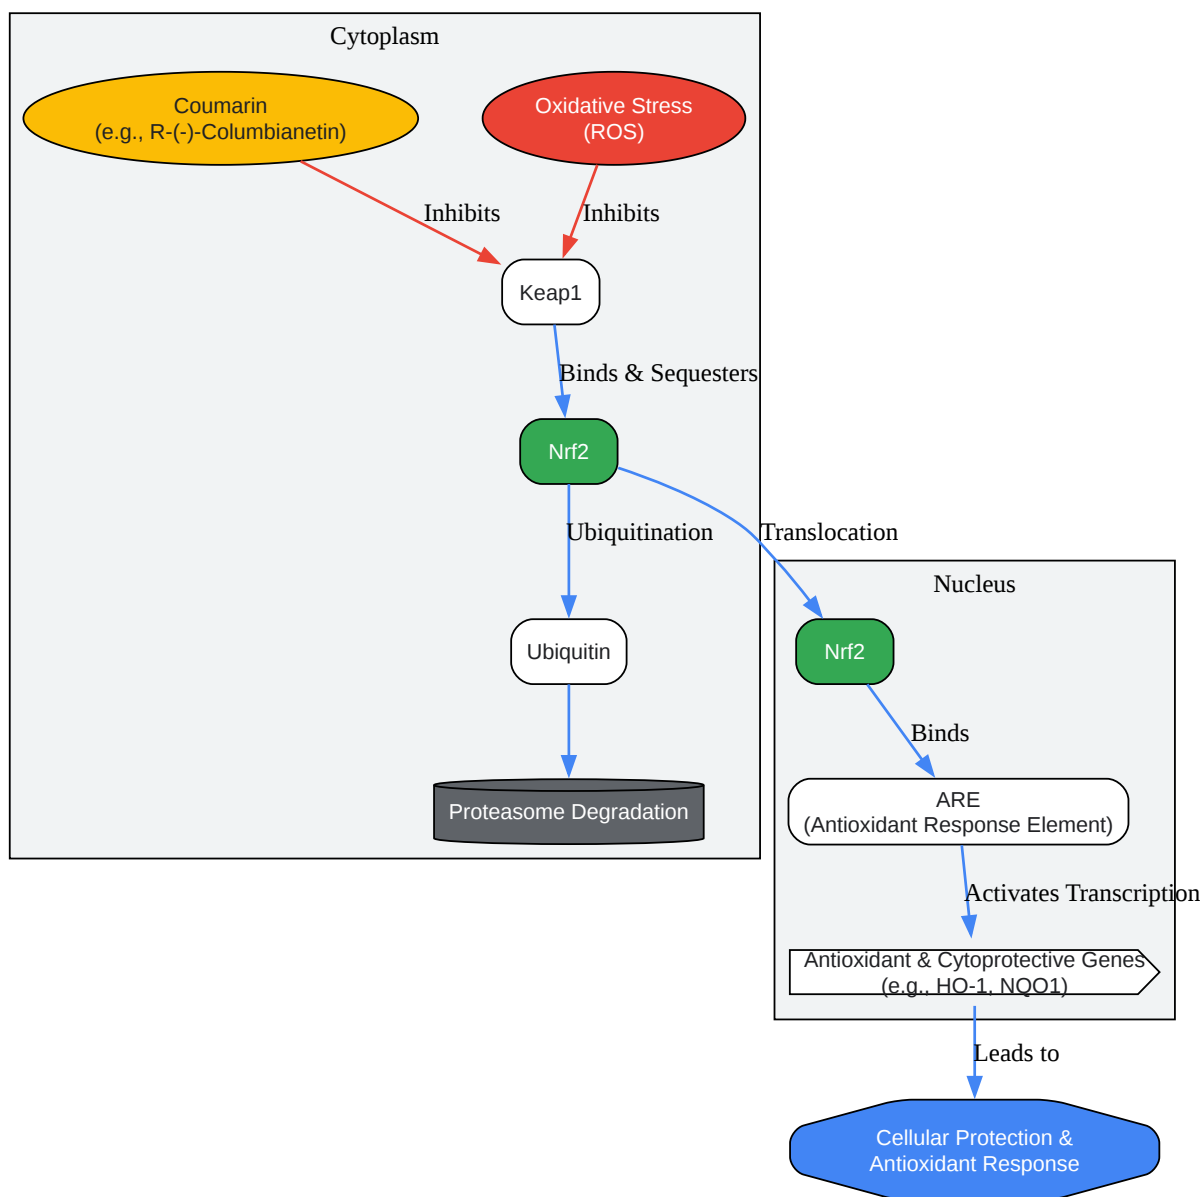 Cytoplasm
Coumarin
(e.g., R-(-)-Columbianetin)
Oxidative Stress
(ROS)
Inhibits
Inhibits
Keap1
Binds & Sequesters
Nrf2
Ubiquitination
Translocation
Nucleus
Ubiquitin
Nrf2
Binds
Proteasome Degradation
ARE
(Antioxidant Response Element)
Activates Transcription
Antioxidant & Cytoprotective Genes
(e.g., HO-1, NQO1)
Leads to
Cellular Protection &
Antioxidant Response